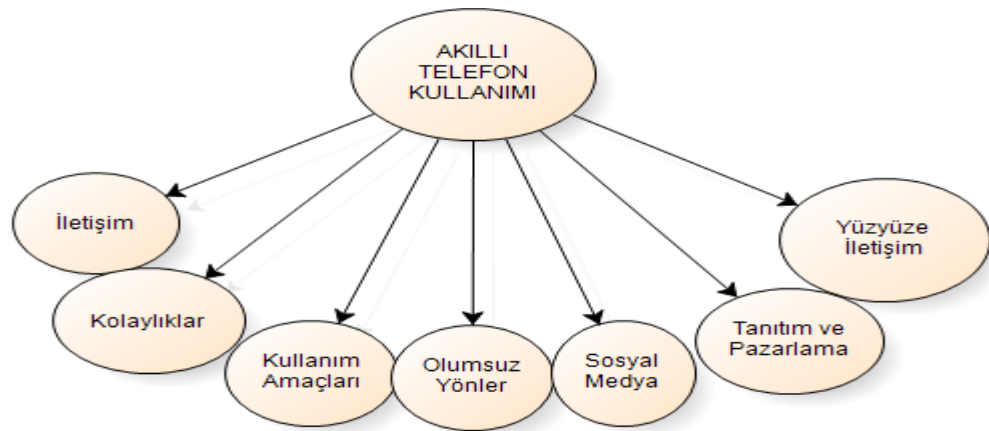 AKILLI
TELEFON
KULLANIMI
İletişim
Kolaylıklar
Kullanım
Amaçları
Olumsuz
Yönler
Sosyal
Medya
Tanıtım ve
Pazarlama
Yüzyüze
İletişim